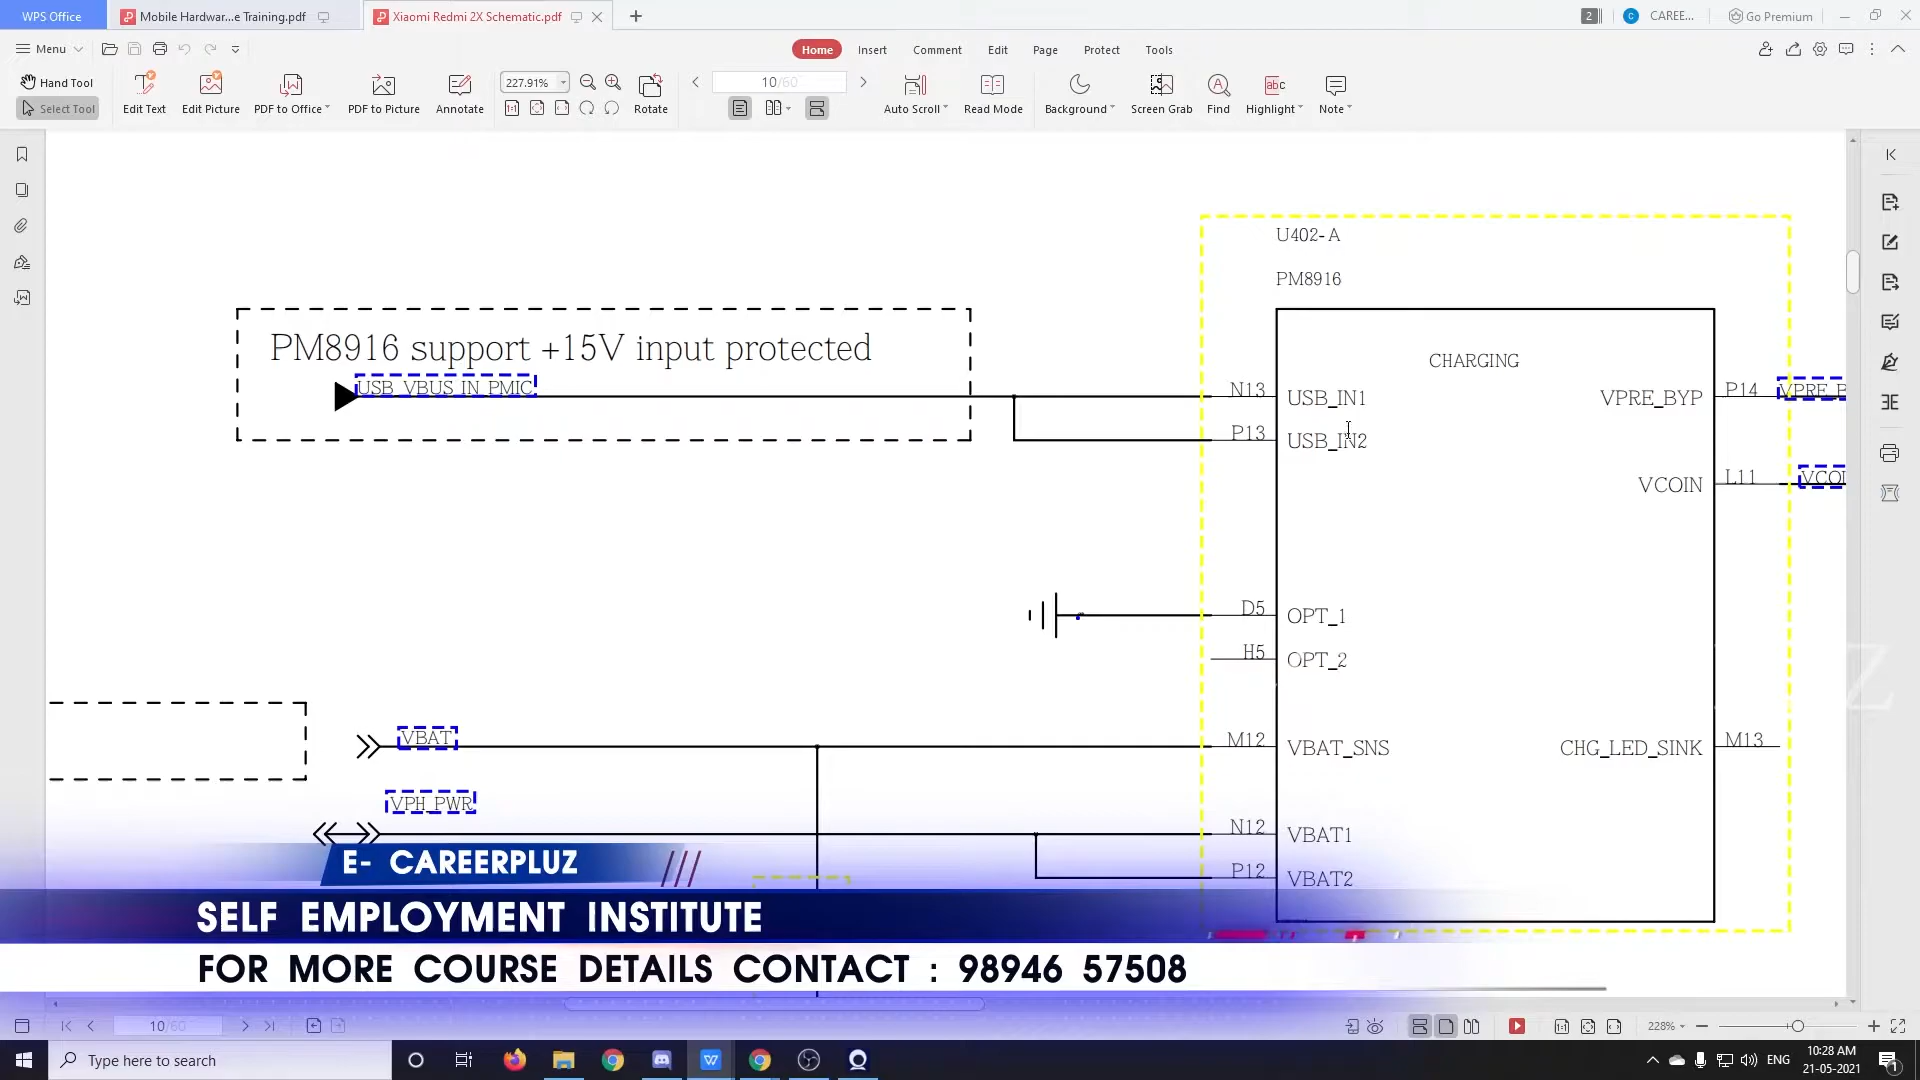 WPS Office
Mobile Hardwar...e Training.pdf
Xiaomi Redmi 2X Schematic.pdf
2
C
CAREE...
Go Premium
Menu
Home
Insert
Comment
Edit
Page
Protect
Tools
Hand Tool
Select Tool
Edit Text
Edit Picture
PDF to Office
PDF to Picture
Annotate
227.91%
Rotate
10/60
Auto Scroll
Read Mode
Background
Screen Grab
Find
Highlight
Note
U402-A
PM8916
PM8916 support +15V input protected
USB_VBUS_IN_PMIC
CHARGING
N13 USB_IN1
VPRE_BYP P14
P13 USB_IN2
VCOIN L11
D5 OPT_1
H5 OPT_2
VBAT
M12 VBAT_SNS
CHG_LED_SINK M13
VPH_PWR
N12 VBAT1
P12 VBAT2
E- CAREERPLUZ
SELF EMPLOYMENT INSTITUTE
FOR MORE COURSE DETAILS CONTACT : 98946 57508
10/60
228%
Type here to search
ENG
10:28 AM
21-05-2021